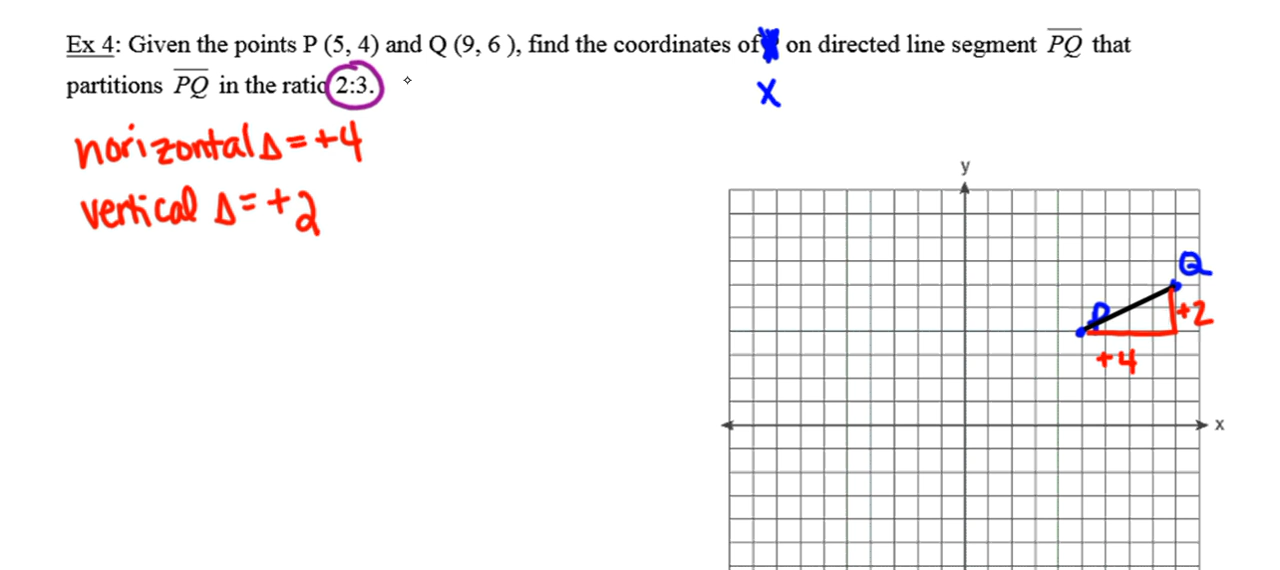 Ex 4: Given the points P (5, 4) and Q (9, 6 ), find the coordinates of on directed line segment PQ that
X
partitions PQ in the ratio 2:3.
horizontal Δ = +4
vertical Δ = +2
y
Q
P
+2
+4
x